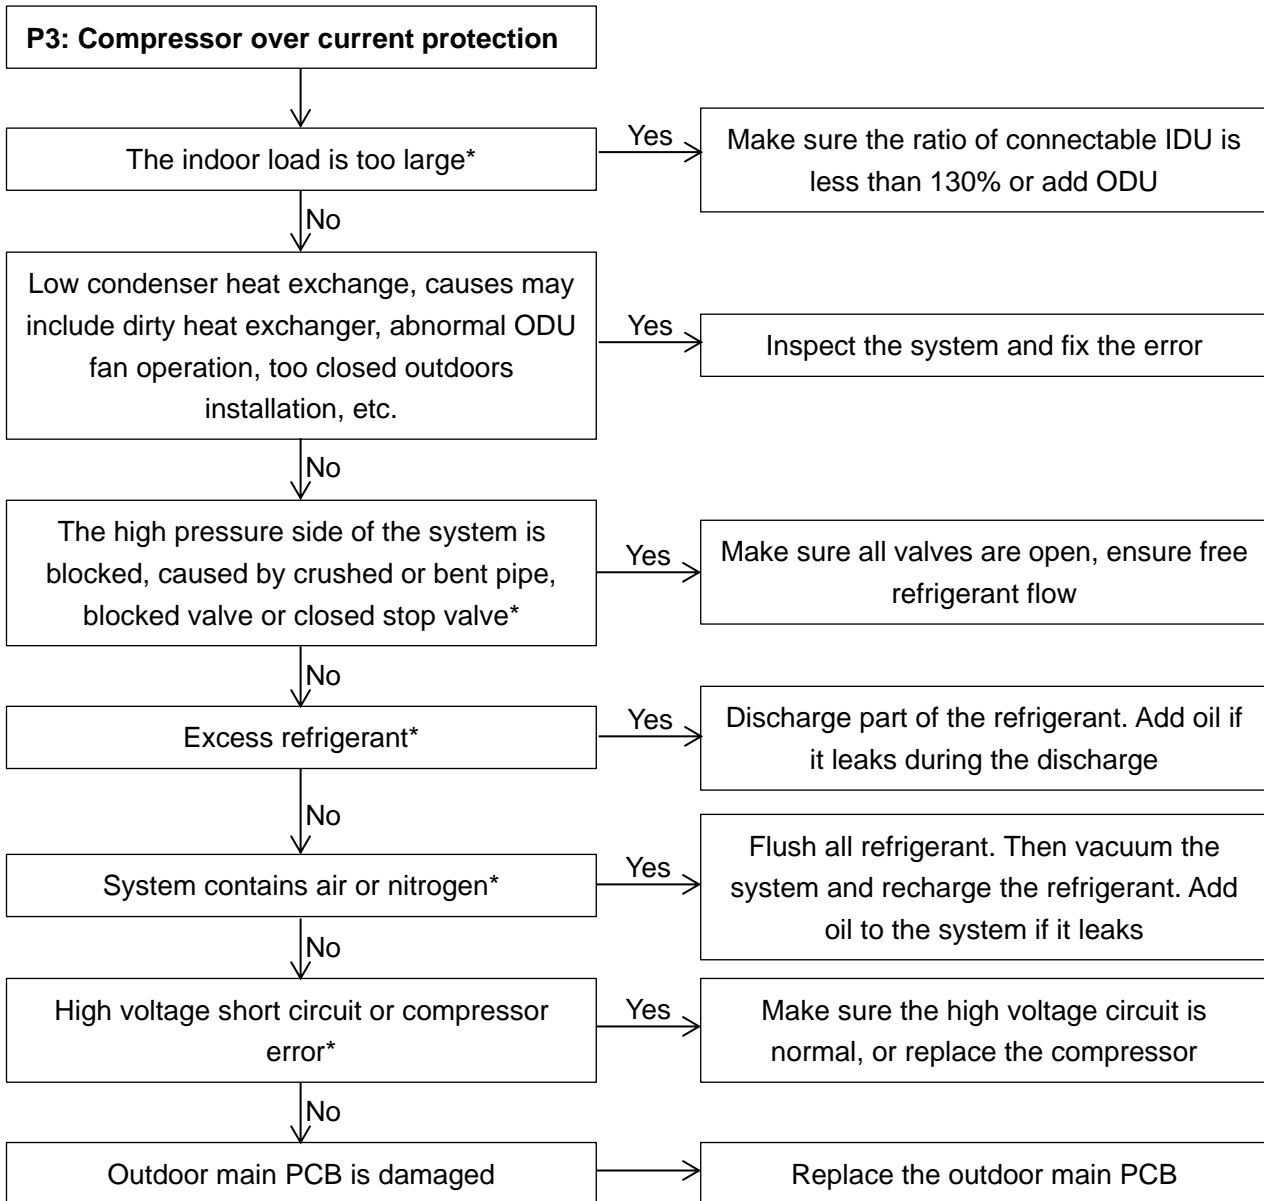 P3: Compressor over current protection
The indoor load is too large*
Yes
Make sure the ratio of connectable IDU is
less than 130% or add ODU
No
Low condenser heat exchange, causes may
include dirty heat exchanger, abnormal ODU
fan operation, too closed outdoors
installation, etc.
Yes
Inspect the system and fix the error
No
The high pressure side of the system is
blocked, caused by crushed or bent pipe,
blocked valve or closed stop valve*
Yes
Make sure all valves are open, ensure free
refrigerant flow
No
Excess refrigerant*
Yes
Discharge part of the refrigerant. Add oil if
it leaks during the discharge
No
System contains air or nitrogen*
Yes
Flush all refrigerant. Then vacuum the
system and recharge the refrigerant. Add
oil to the system if it leaks
No
High voltage short circuit or compressor
error*
Yes
Make sure the high voltage circuit is
normal, or replace the compressor
No
Outdoor main PCB is damaged
Replace the outdoor main PCB